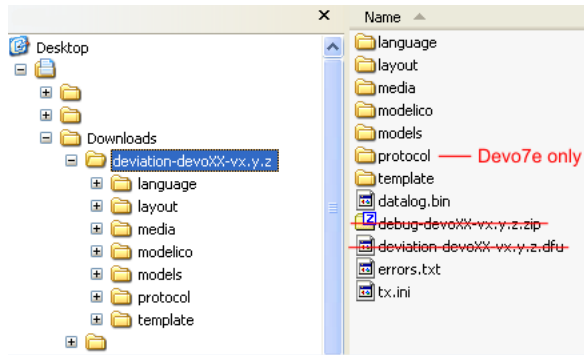 Desktop
Downloads
deviation-devoXX-vx.y.z
language
layout
media
modelico
models
protocol
template
Name
language
layout
media
modelico
models
protocol Devo7e only
template
datalog.bin
debug-devoXX-vx.y.z.zip
deviation-devoXX-vx.y.z.dfu
errors.txt
tx.ini